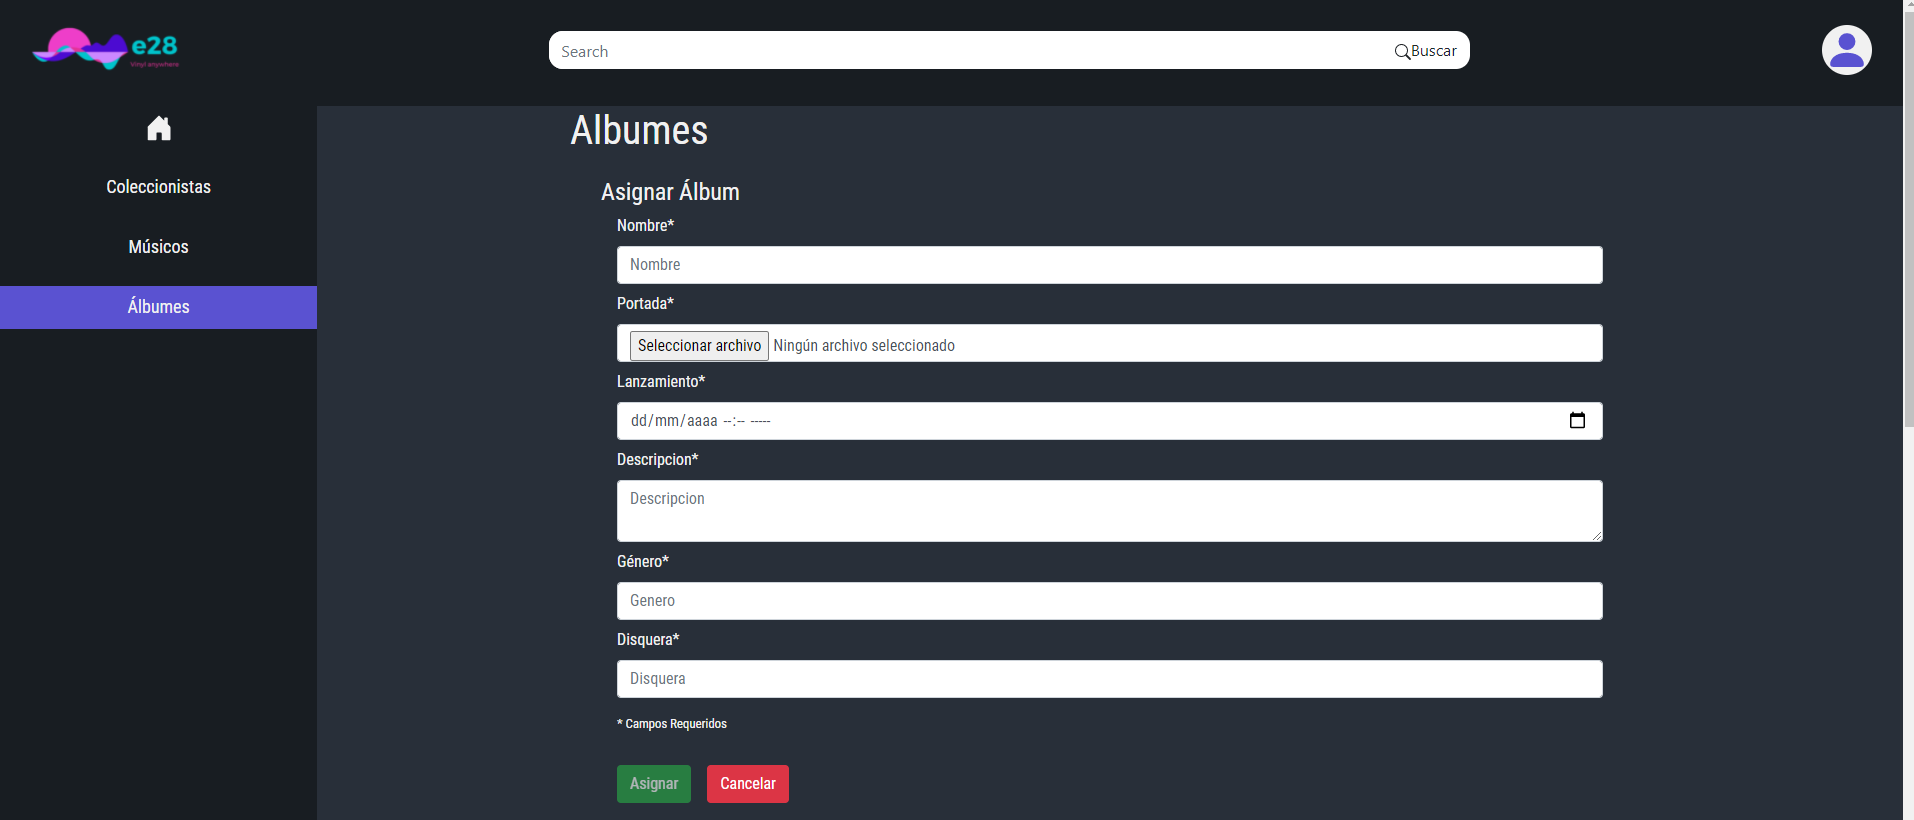 e28
Vinyl anywhere
Search
Buscar
Coleccionistas
Músicos
Álbumes
Albumes
Asignar Álbum
Nombre*
Nombre
Portada*
Seleccionar archivo Ningún archivo seleccionado
Lanzamiento*
dd/mm/aaaa --:-- -----
Descripcion*
Descripcion
Género*
Genero
Disquera*
Disquera
* Campos Requeridos
Asignar Cancelar